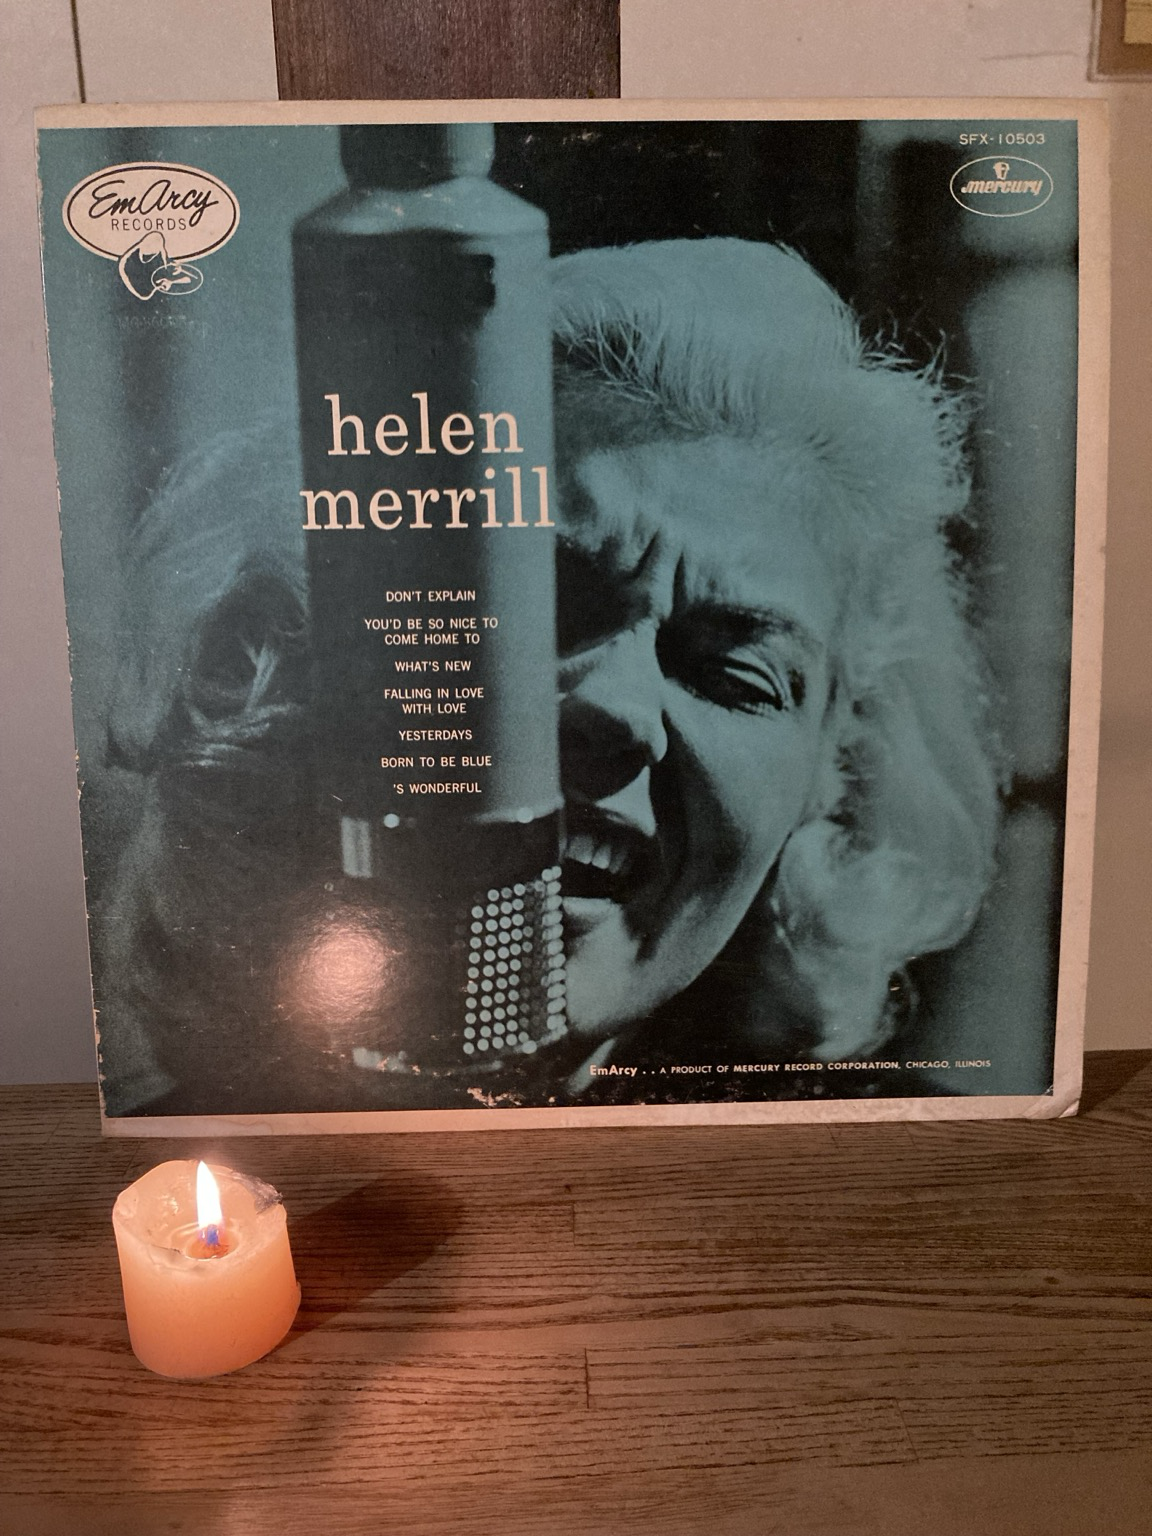 SFX-10503
EmArcy
RECORDS
mercury
helen
merrill
DON'T EXPLAIN
YOU'D BE SO NICE TO
COME HOME TO
WHAT'S NEW
FALLING IN LOVE
WITH LOVE
YESTERDAYS
BORN TO BE BLUE
'S WONDERFUL
EmArcy . . A PRODUCT OF MERCURY RECORD CORPORATION, CHICAGO, ILLINOIS